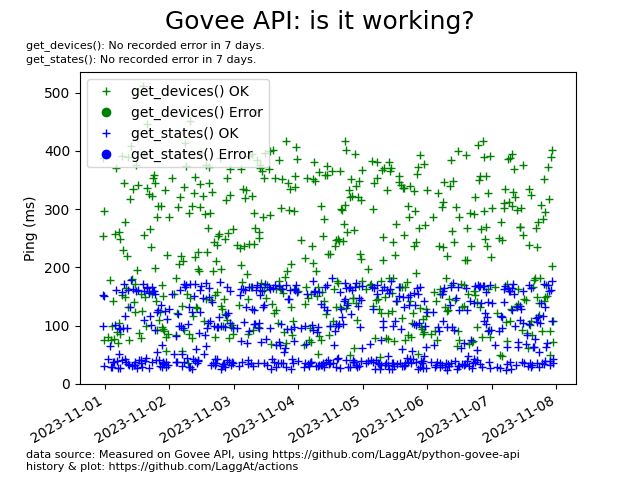 Govee API: is it working?
get_devices(): No recorded error in 7 days.
get_states(): No recorded error in 7 days.
get_devices() OK
get_devices() Error
get_states() OK
get_states() Error
Ping (ms)
500
400
300
200
100
0
2023-11-01
2023-11-02
2023-11-03
2023-11-04
2023-11-05
2023-11-06
2023-11-07
2023-11-08
data source: Measured on Govee API, using https://github.com/LaggAt/python-govee-api
history & plot: https://github.com/LaggAt/actions